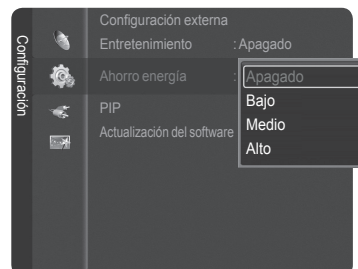 Configuración
Configuración externa
Entretenimiento : Apagado
Ahorro energía : Apagado
Bajo
PIP
Medio
Actualización del software
Alto